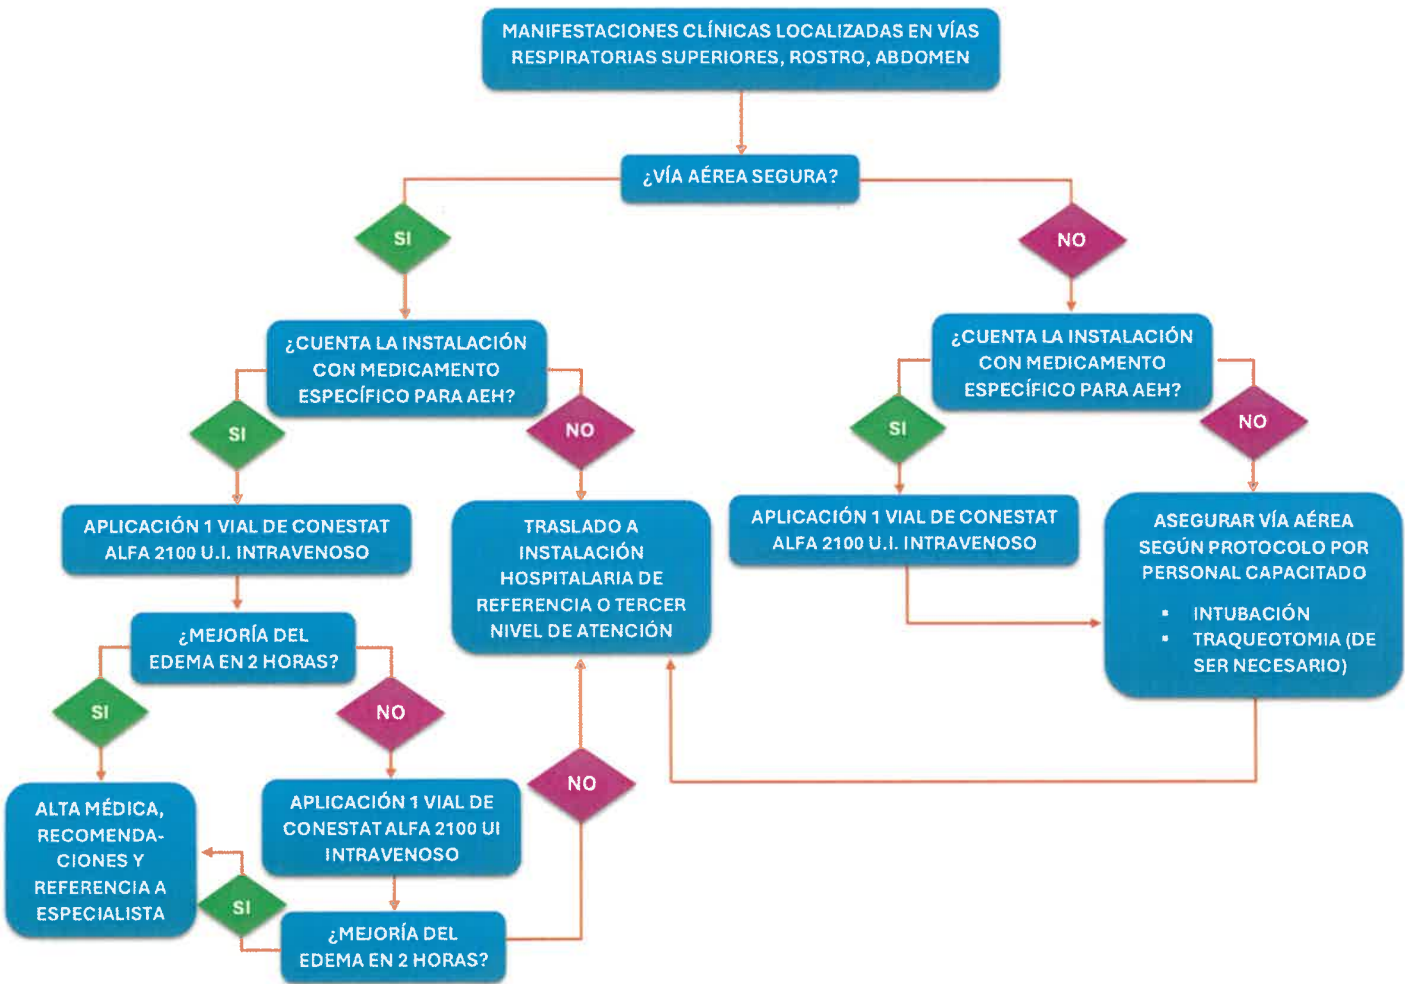 MANIFESTACIONES CLÍNICAS LOCALIZADAS EN VÍAS
RESPIRATORIAS SUPERIORES, ROSTRO, ABDOMEN
¿VÍA AÉREA SEGURA?
SI
NO
¿CUENTA LA INSTALACIÓN
CON MEDICAMENTO
ESPECÍFICO PARA AEH?
¿CUENTA LA INSTALACIÓN
CON MEDICAMENTO
ESPECÍFICO PARA AEH?
SI
NO
SI
NO
APLICACIÓN 1 VIAL DE CONESTAT
ALFA 2100 U.I. INTRAVENOSO
TRASLADO A
INSTALACIÓN
HOSPITALARIA DE
REFERENCIA O TERCER
NIVEL DE ATENCIÓN
APLICACIÓN 1 VIAL DE CONESTAT
ALFA 2100 U.I. INTRAVENOSO
ASEGURAR VÍA AÉREA
SEGÚN PROTOCOLO POR
PERSONAL CAPACITADO
▪ INTUBACIÓN
▪ TRAQUEOTOMIA (DE
SER NECESARIO)
¿MEJORÍA DEL
EDEMA EN 2 HORAS?
SI
NO
NO
ALTA MÉDICA,
RECOMENDA-
CIONES Y
REFERENCIA A
ESPECIALISTA
APLICACIÓN 1 VIAL DE
CONESTAT ALFA 2100 UI
INTRAVENOSO
SI
¿MEJORÍA DEL
EDEMA EN 2 HORAS?